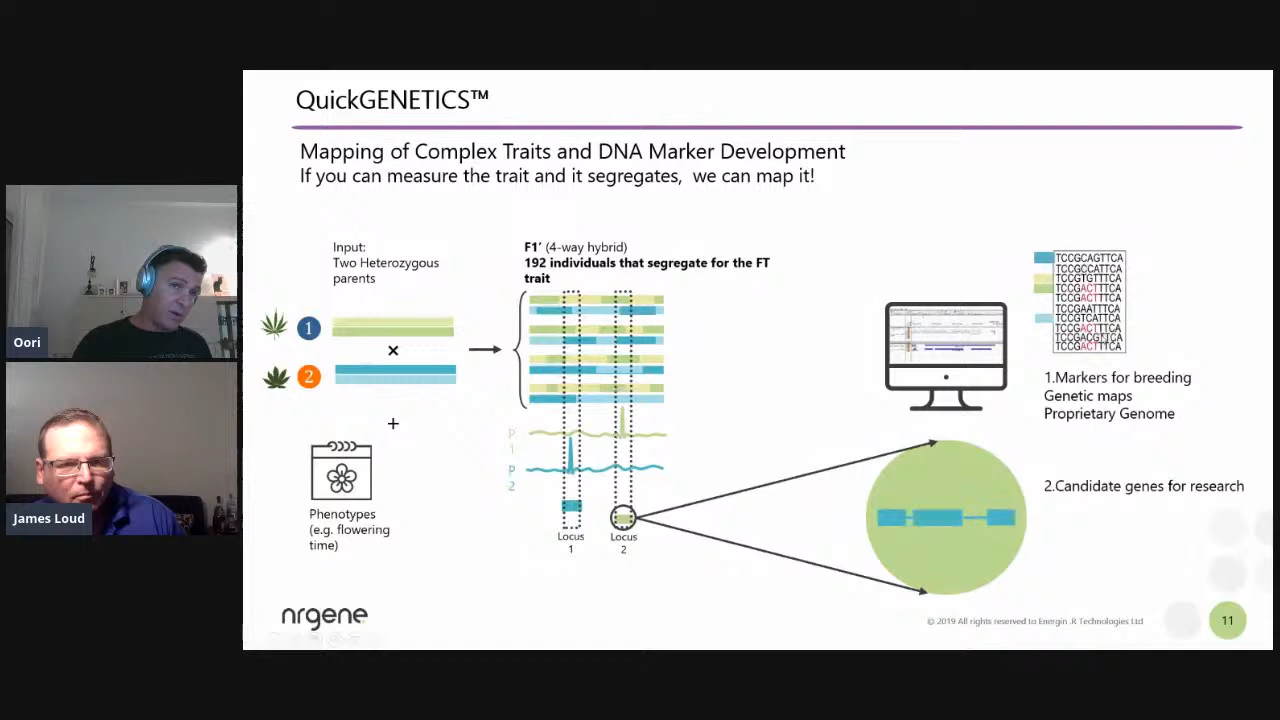 QuickGENETICS™
Mapping of Complex Traits and DNA Marker Development
If you can measure the trait and it segregates, we can map it!
Input:
Two Heterozygous
parents
1
×
2
+
Phenotypes
(e.g. flowering
time)
F1' (4-way hybrid)
192 individuals that segregate for the FT
trait
P
1
P
2
Locus
1
Locus
2
TCCGCAGTTCA
TCCGCCATTCA
TCCGTGTTTCA
TCCGACTTTCA
TCCGACTTTCA
TCCGAATTTCA
TCCGTCATTCA
TCCGACTTTCA
TCCGACGTTCA
TCCGACTTTCA
1.Markers for breeding
Genetic maps
Proprietary Genome
2.Candidate genes for research
nrgene
© 2019 All rights reserved to Energin .R Technologies Ltd
11
Oori
James Loud